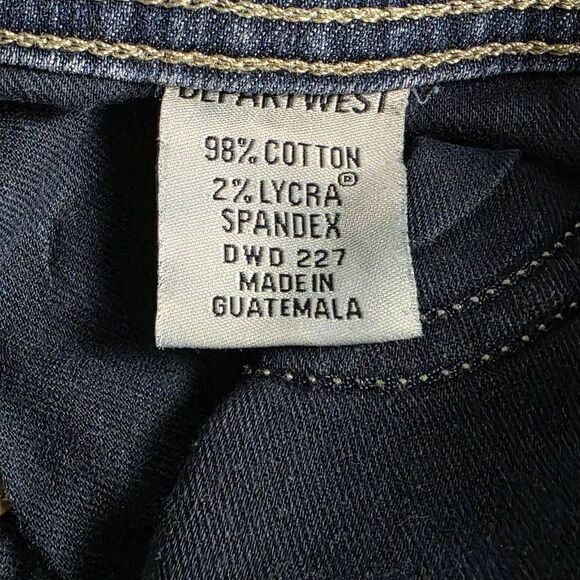 DEPARTWEST
98% COTTON
2% LYCRA®
SPANDEX
DWD 227
MADE IN
GUATEMALA